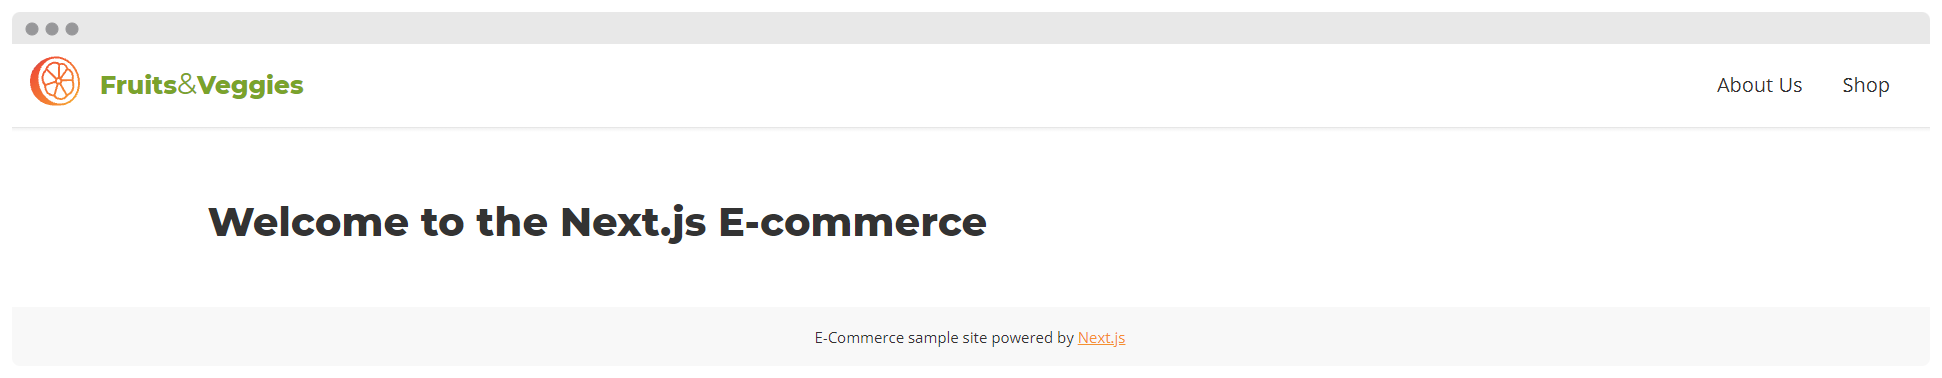 Fruits&Veggies
About Us
Shop
Welcome to the Next.js E-commerce
E-Commerce sample site powered by Next.js